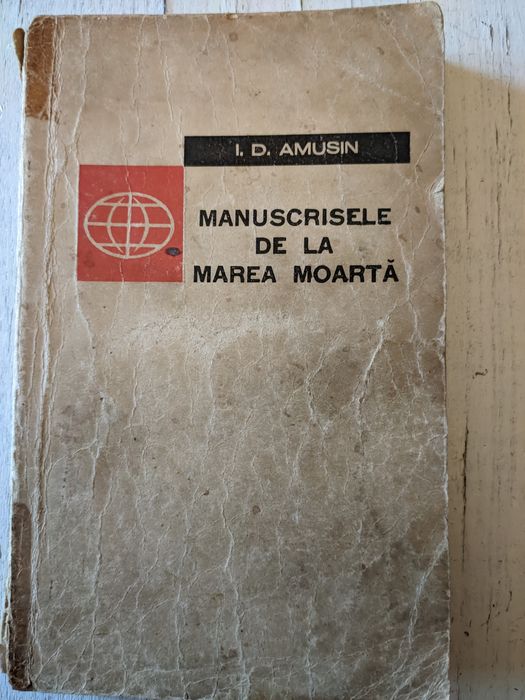 I. D. AMUSIN
MANUSCRISELE
DE LA
MAREA MOARTĂ